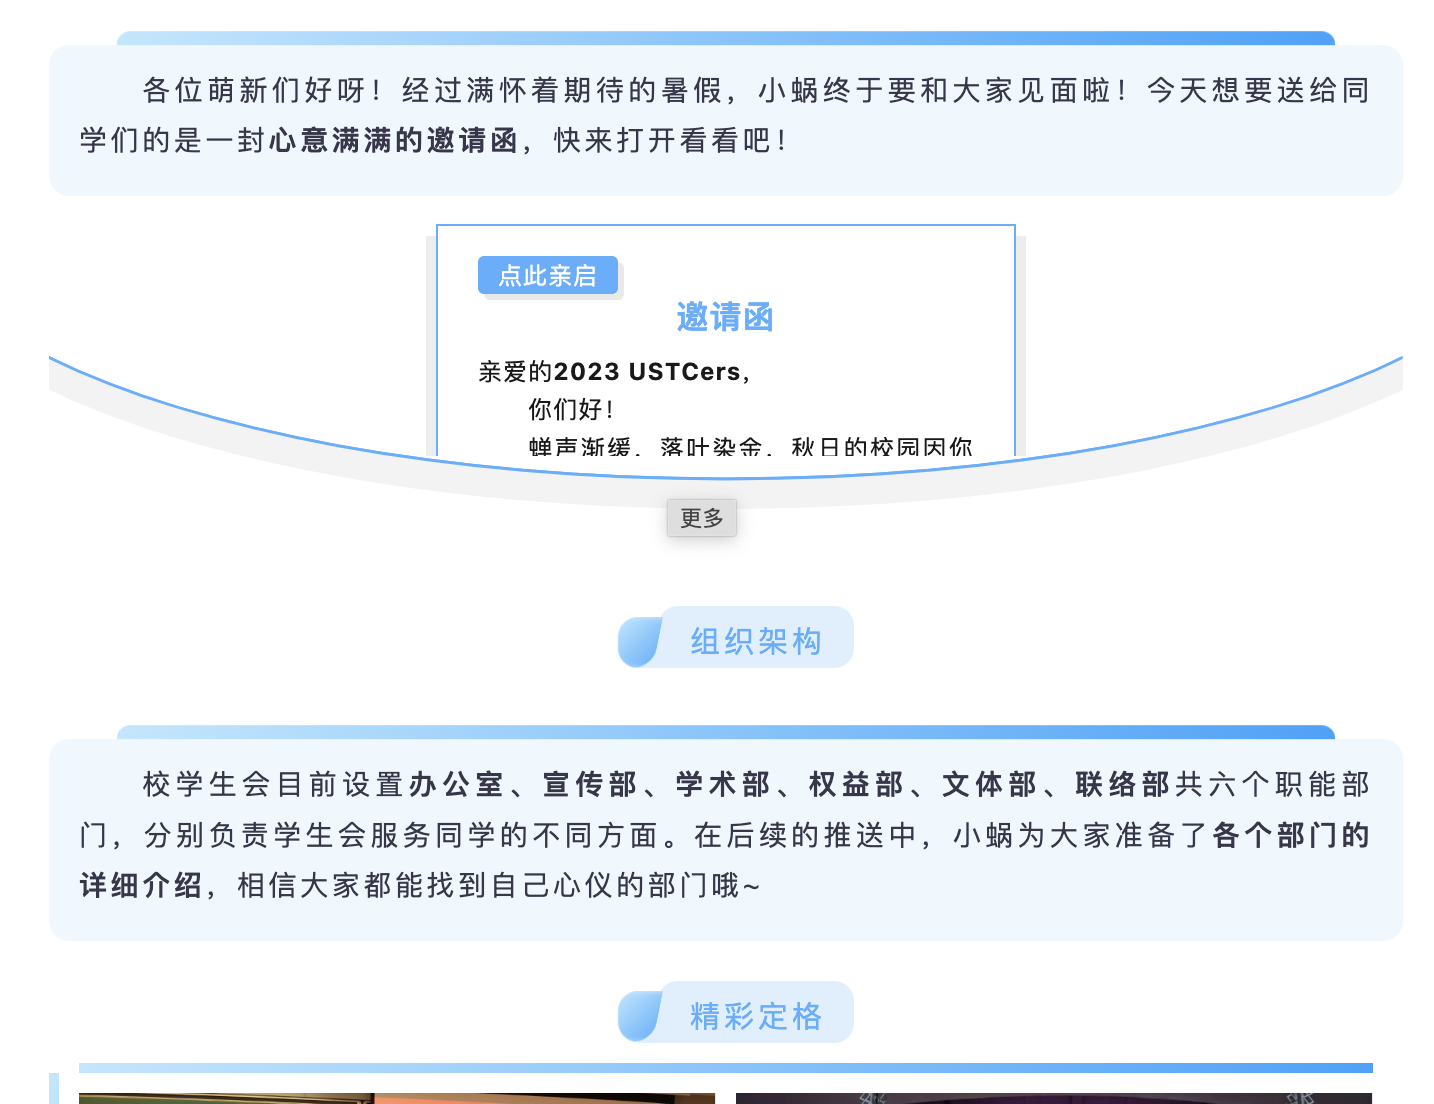 各位萌新们好呀！经过满怀着期待的暑假，小蜗终于要和大家见面啦！今天想要送给同
学们的是一封心意满满的邀请函，快来打开看看吧！
点此亲启
邀请函
亲爱的2023 USTCers，
你们好！
蝉声渐缓，落叶染金，秋日的校园因你
更多
组织架构
校学生会目前设置办公室、宣传部、学术部、权益部、文体部、联络部共六个职能部
门，分别负责学生会服务同学的不同方面。在后续的推送中，小蜗为大家准备了各个部门的
详细介绍，相信大家都能找到自己心仪的部门哦~
精彩定格